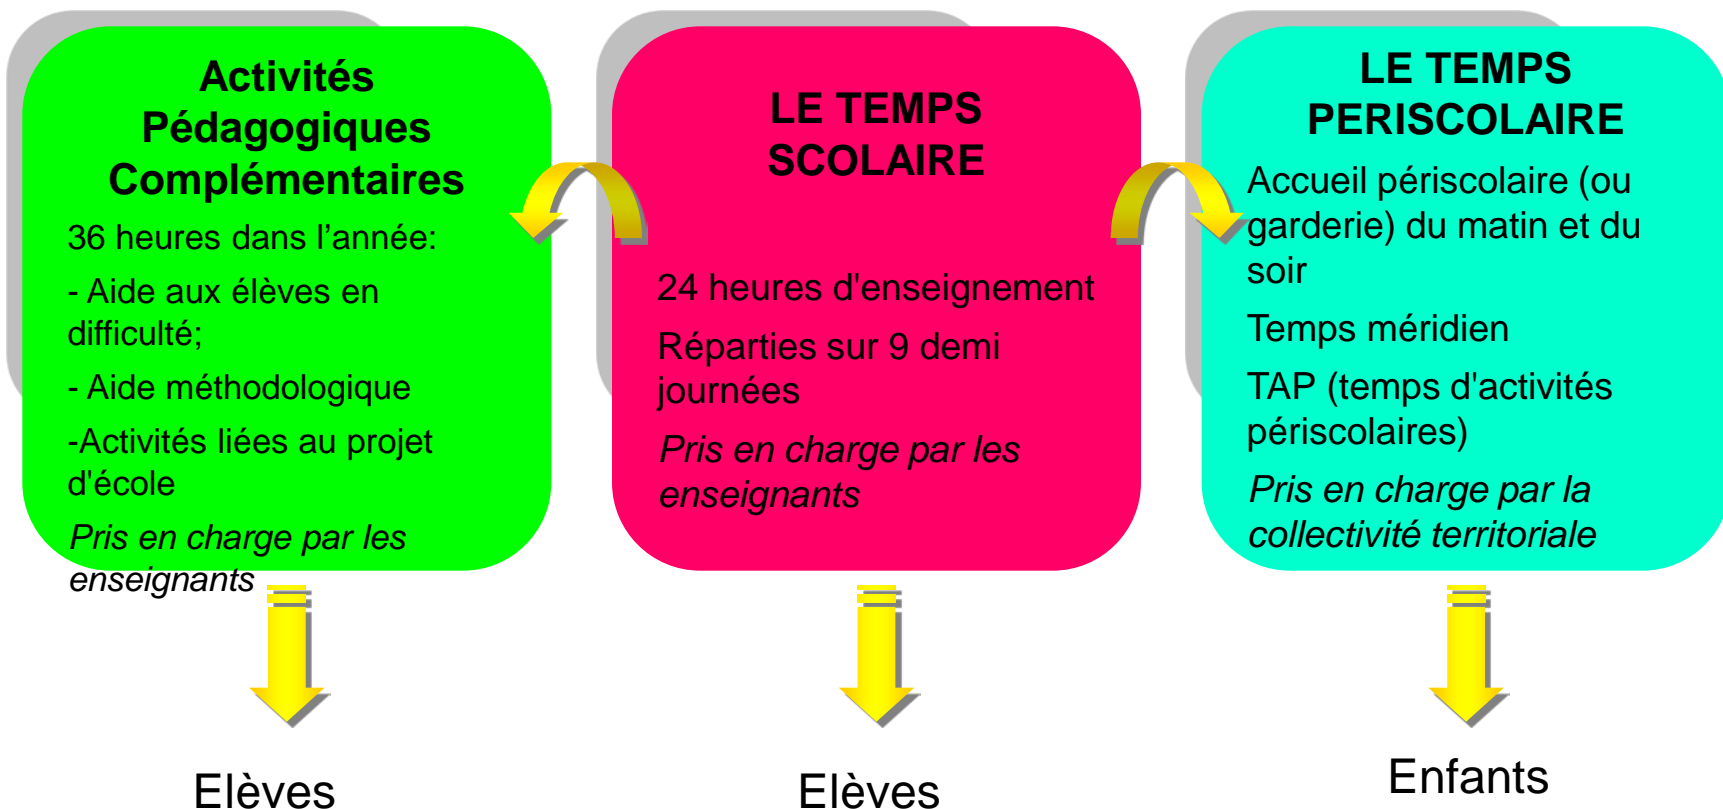 Activités
Pédagogiques
Complémentaires
36 heures dans l'année:
- Aide aux élèves en
difficulté;
- Aide méthodologique
-Activités liées au projet
d'école
Pris en charge par les
enseignants
Elèves
LE TEMPS
SCOLAIRE
24 heures d'enseignement
Réparties sur 9 demi
journées
Pris en charge par les
enseignants
Elèves
LE TEMPS
PERISCOLAIRE
Accueil périscolaire (ou
garderie) du matin et du
soir
Temps méridien
TAP (temps d'activités
périscolaires)
Pris en charge par la
collectivité territoriale
Enfants